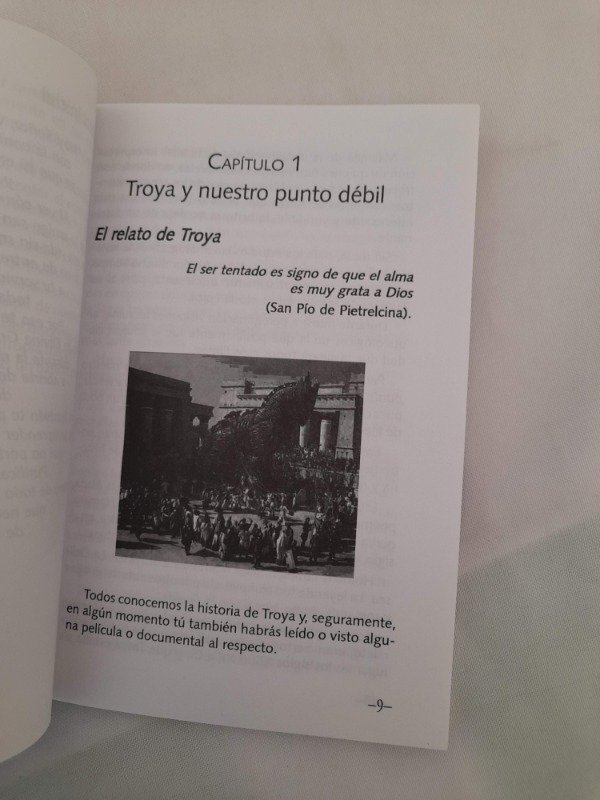 CAPÍTULO 1
Troya y nuestro punto débil
El relato de Troya
El ser tentado es signo de que el alma
es muy grata a Dios
(San Pío de Pietrelcina).
Todos conocemos la historia de Troya y, seguramente,
en algún momento tú también habrás leído o visto algu-
na película o documental al respecto.
–9–